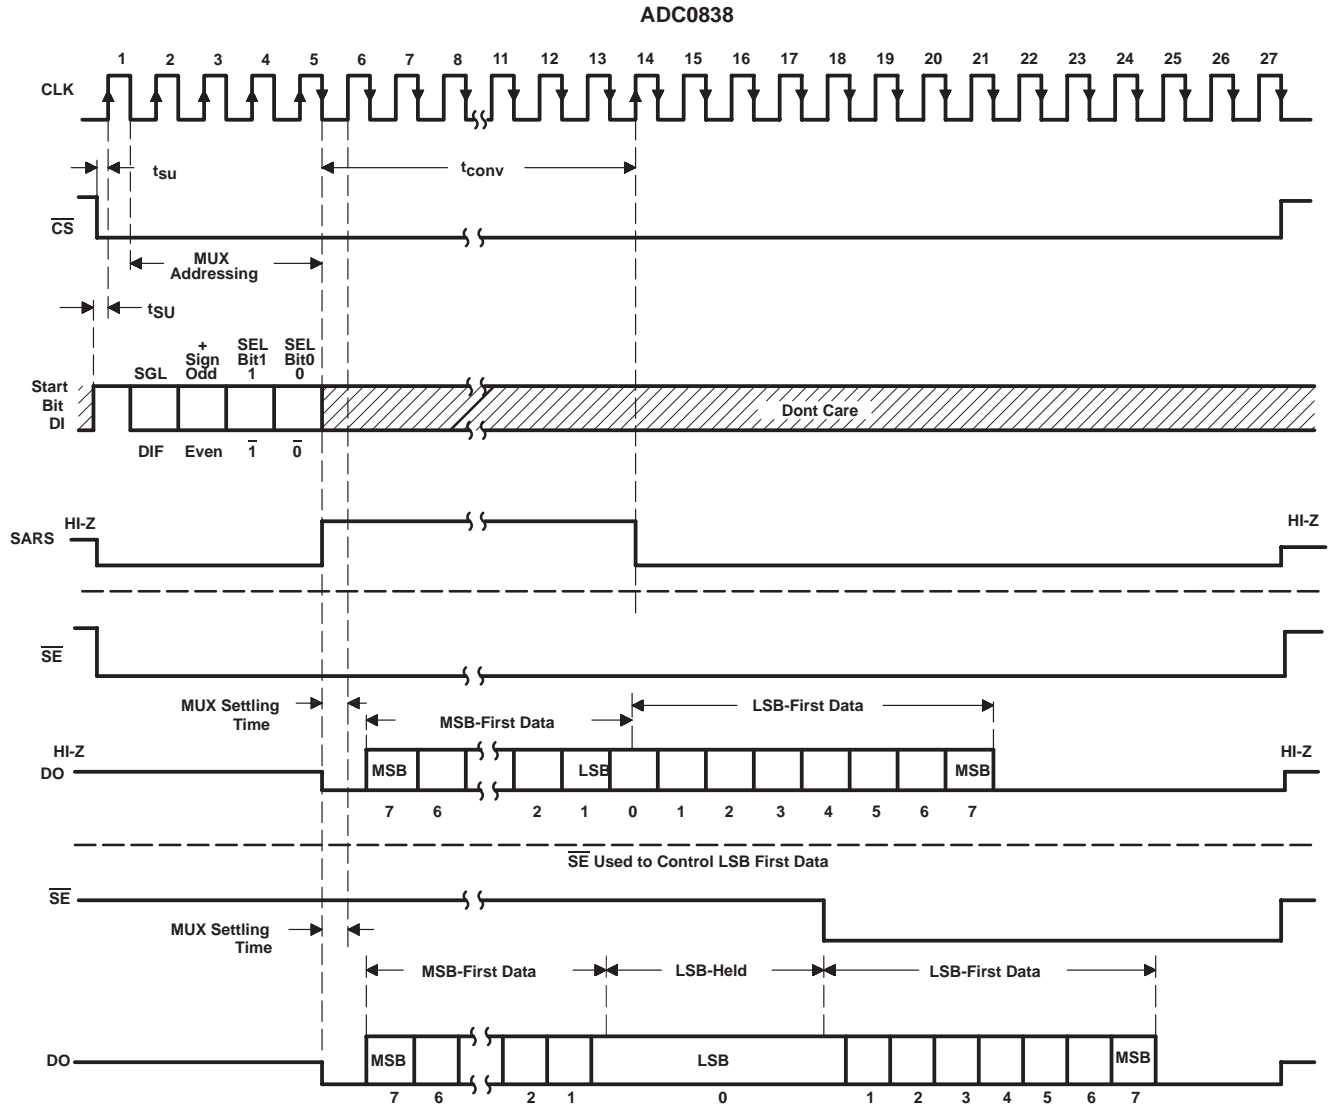 ADC0838
1 2 3 4 5 6 7 8 11 12 13 14 15 16 17 18 19 20 21 22 23 24 25 26 27
CLK
tsu
tconv
CS
MUX
Addressing
tSU
SGL
+
Sign
Odd
SEL
Bit1
1
SEL
Bit0
0
Start
Bit
DI
Dont Care
DIF Even 1 0
HI-Z
SARS
HI-Z
SE
MUX Settling
Time
MSB-First Data
LSB-First Data
HI-Z
DO
MSB LSB MSB
HI-Z
7 6 2 1 0 1 2 3 4 5 6 7
SE Used to Control LSB First Data
SE
MUX Settling
Time
MSB-First Data LSB-Held LSB-First Data
DO
MSB LSB MSB
7 6 2 1 0 1 2 3 4 5 6 7